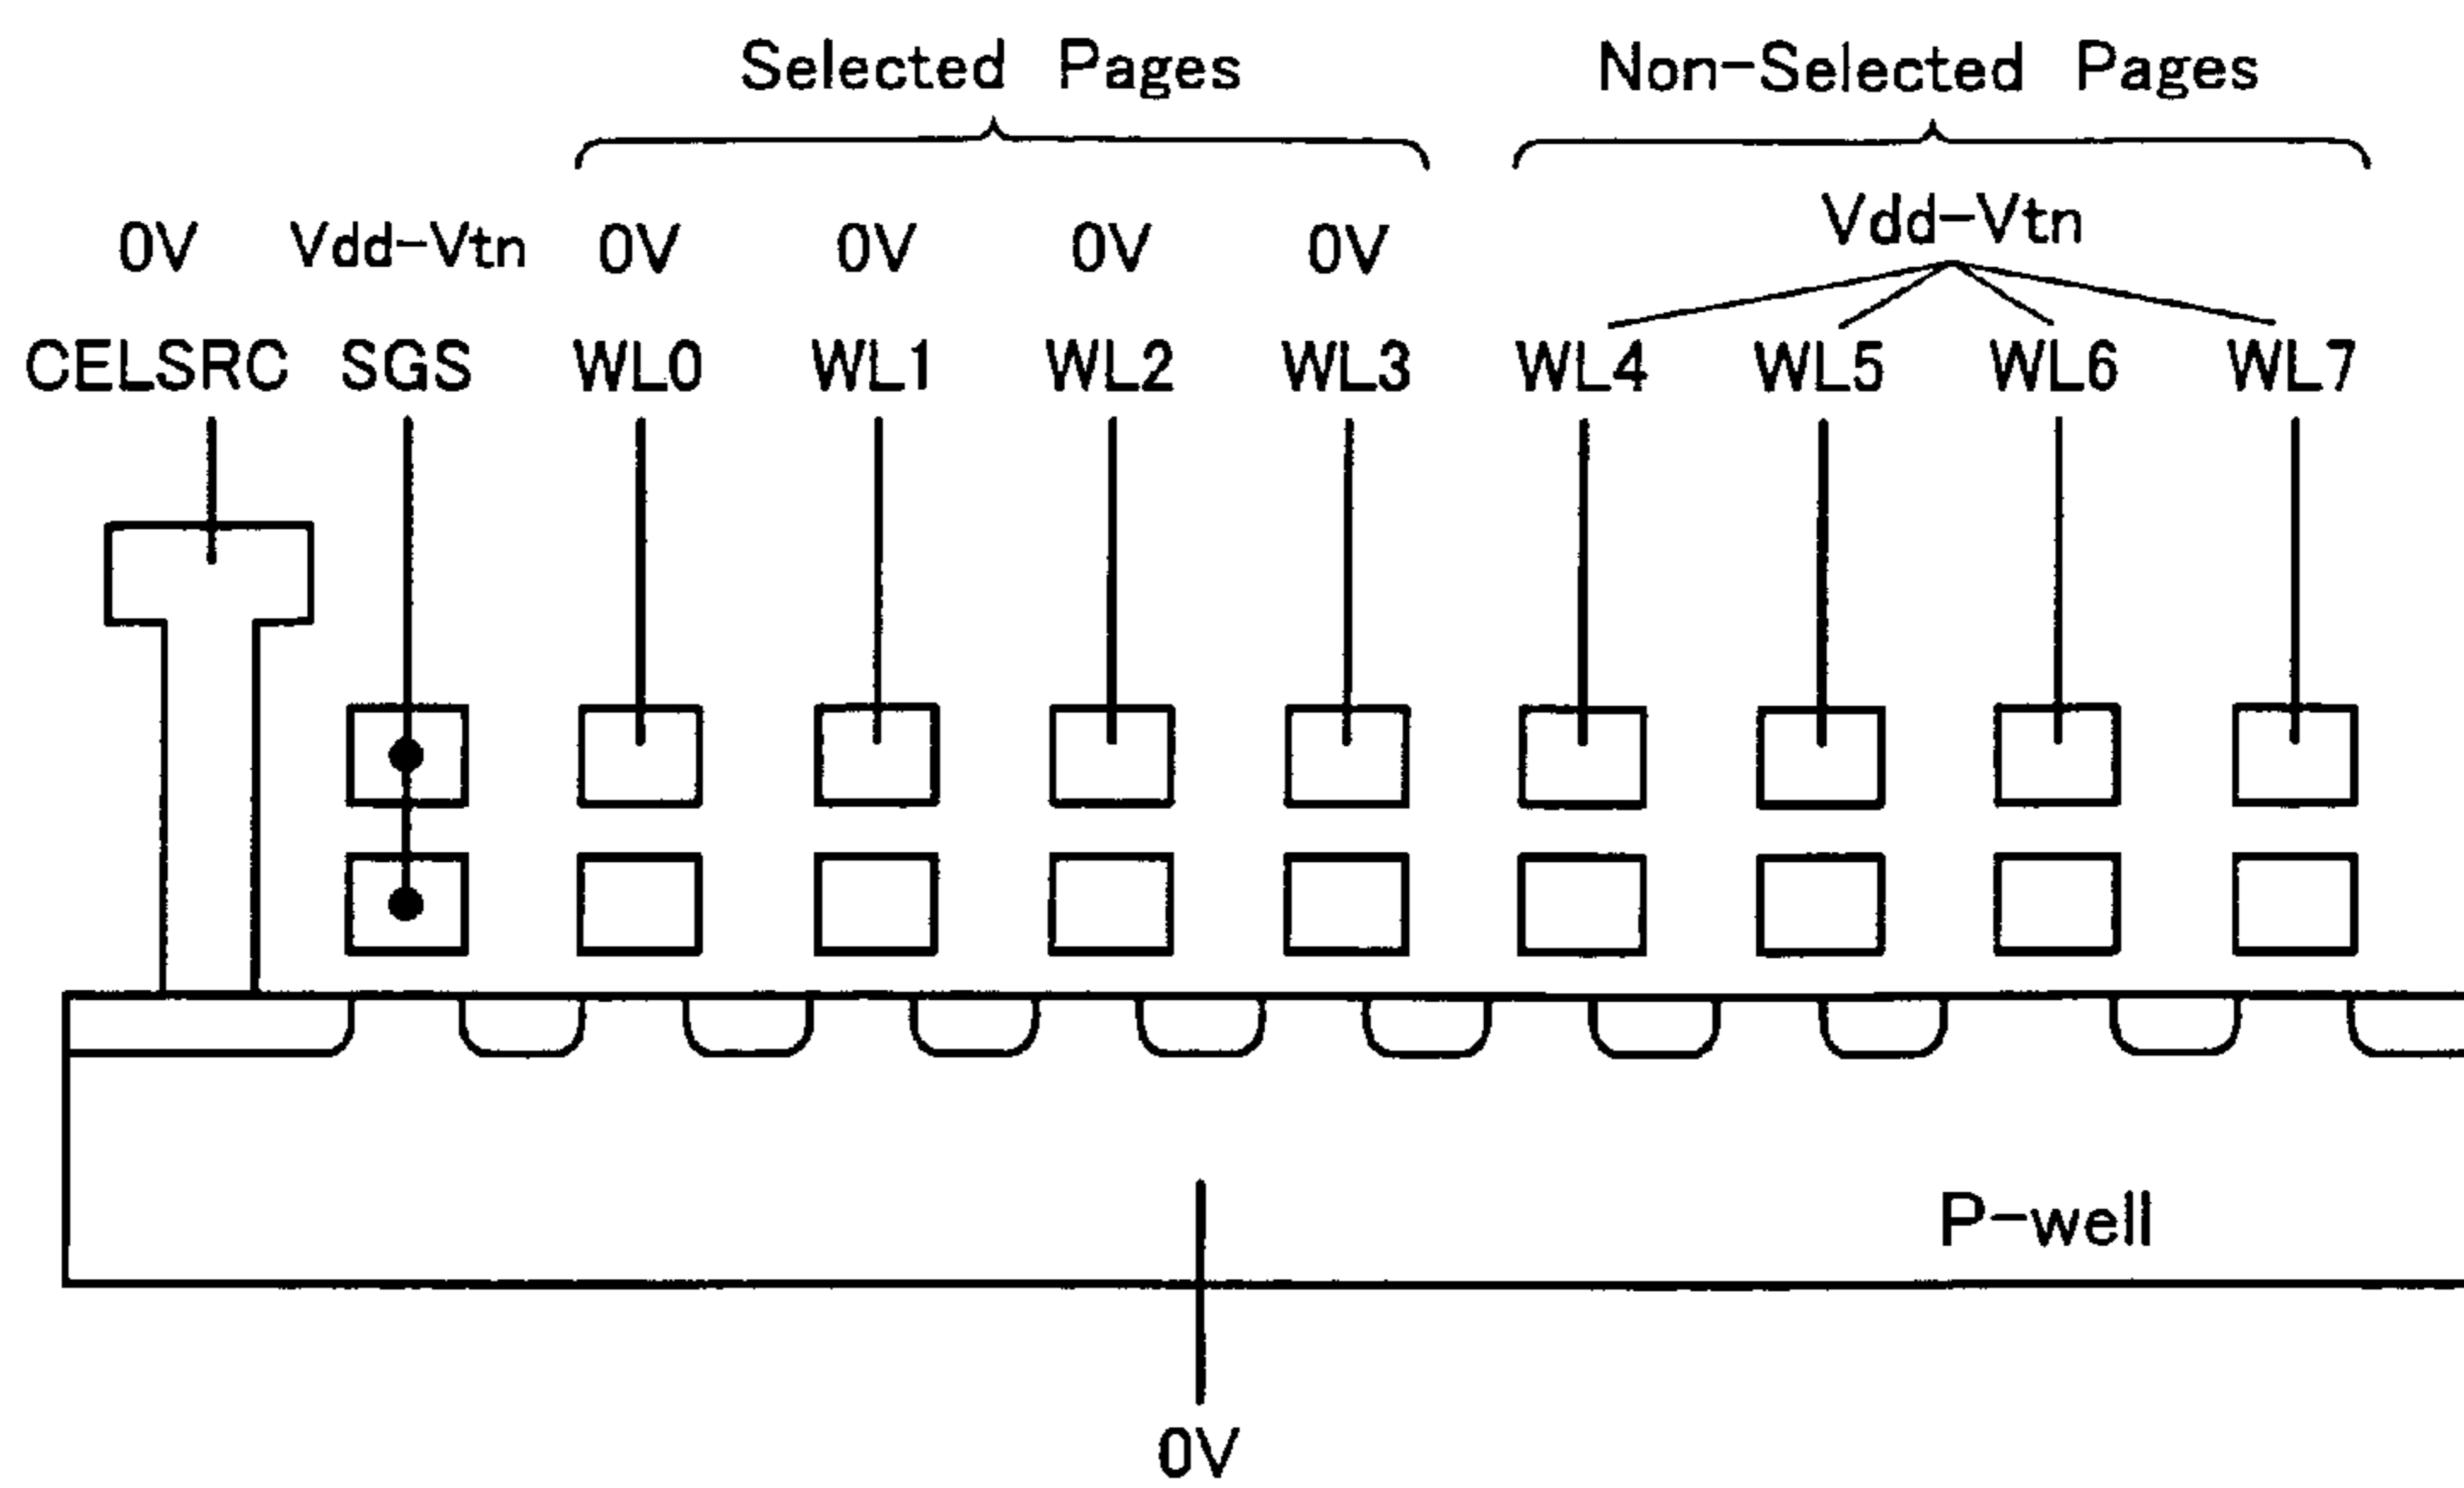 Selected Pages Non-Selected Pages
0V Vdd-Vtn 0V 0V 0V 0V Vdd-Vtn
CELSRC SGS WL0 WL1 WL2 WL3 WL4 WL5 WL6 WL7
P-well
0V